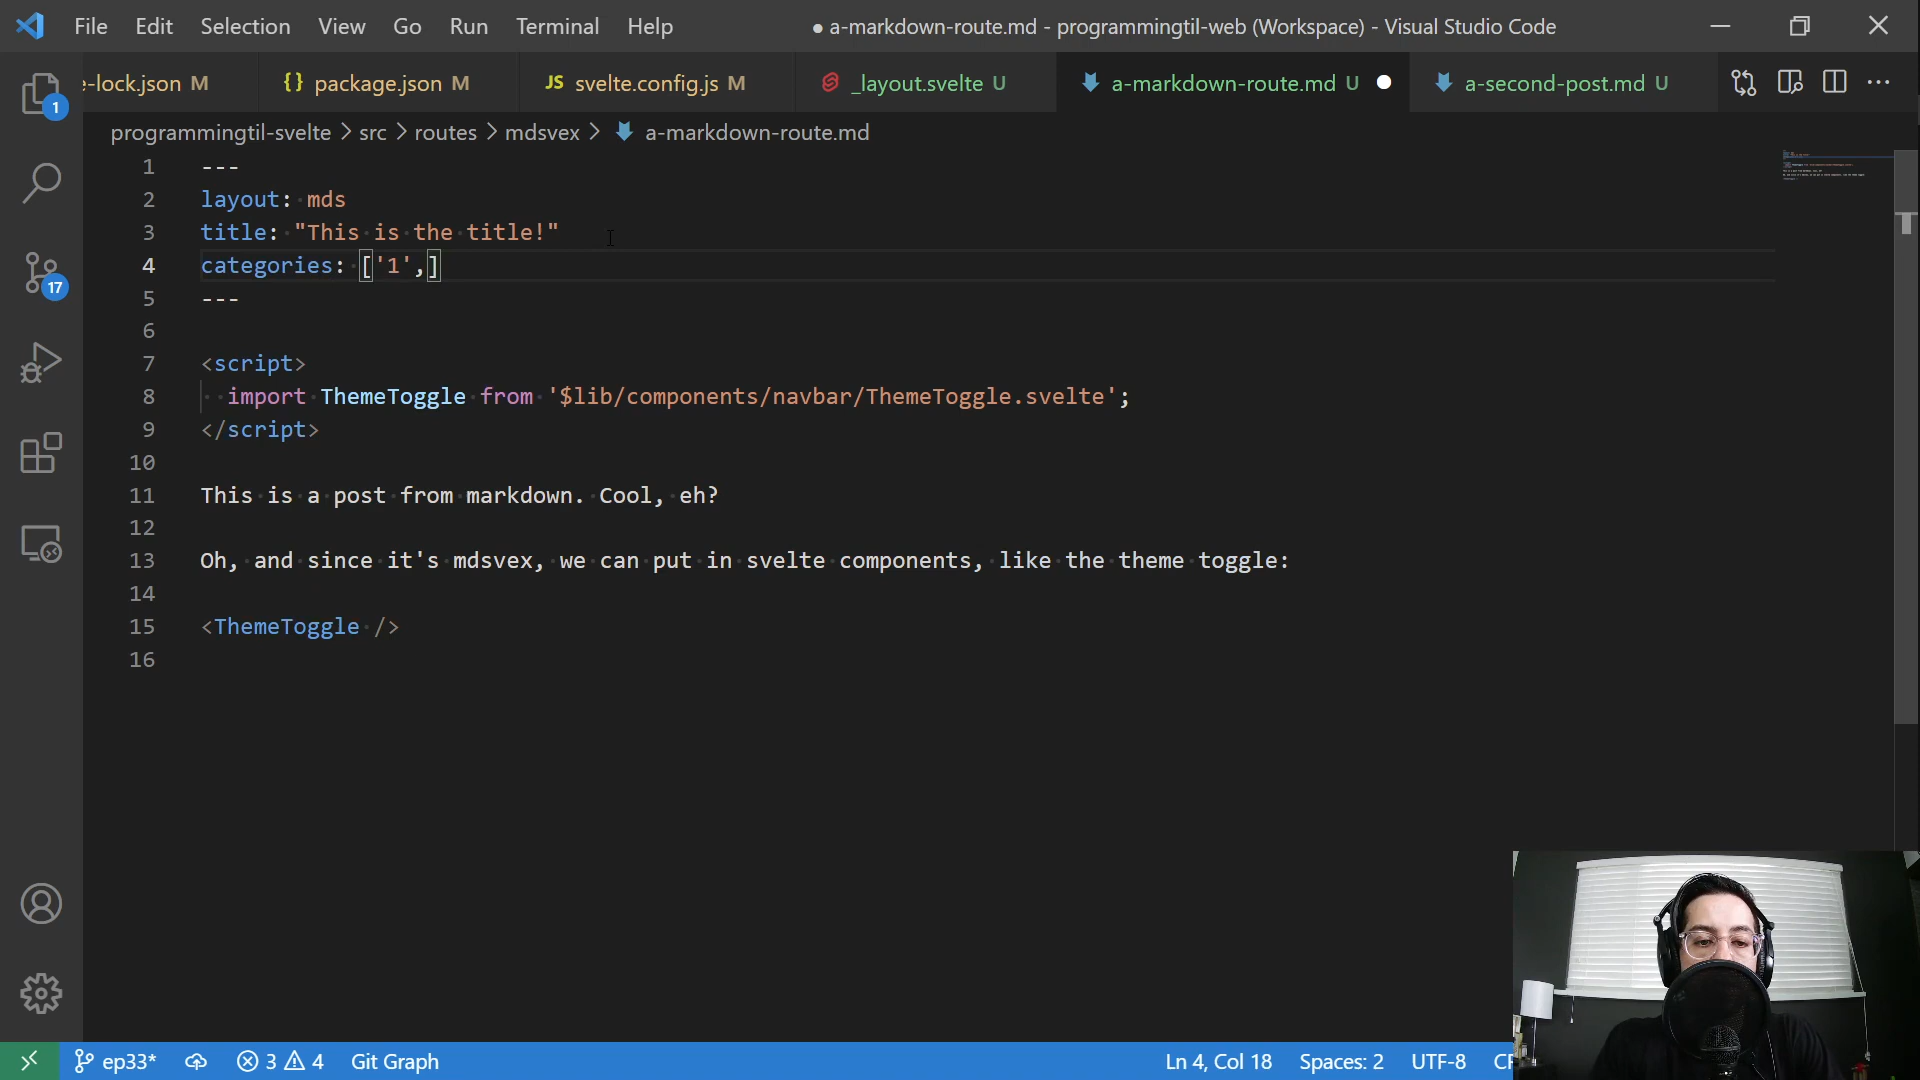 File Edit Selection View Go Run Terminal Help ● a-markdown-route.md - programmingtil-web (Workspace) - Visual Studio Code
e-lock.json M {} package.json M JS svelte.config.js M _layout.svelte U a-markdown-route.md U a-second-post.md U
1
programmingtil-svelte > src > routes > mdsvex > a-markdown-route.md
1 ---
2 layout: mds
3 title: "This is the title!"
4 categories: ['1',]
5 ---
6
7 <script>
8 import ThemeToggle from '$lib/components/navbar/ThemeToggle.svelte';
9 </script>
10
11 This is a post from markdown. Cool, eh?
12
13 Oh, and since it's mdsvex, we can put in svelte components, like the theme toggle:
14
15 <ThemeToggle />
16
17
ep33* 3 4 Git Graph Ln 4, Col 18 Spaces: 2 UTF-8